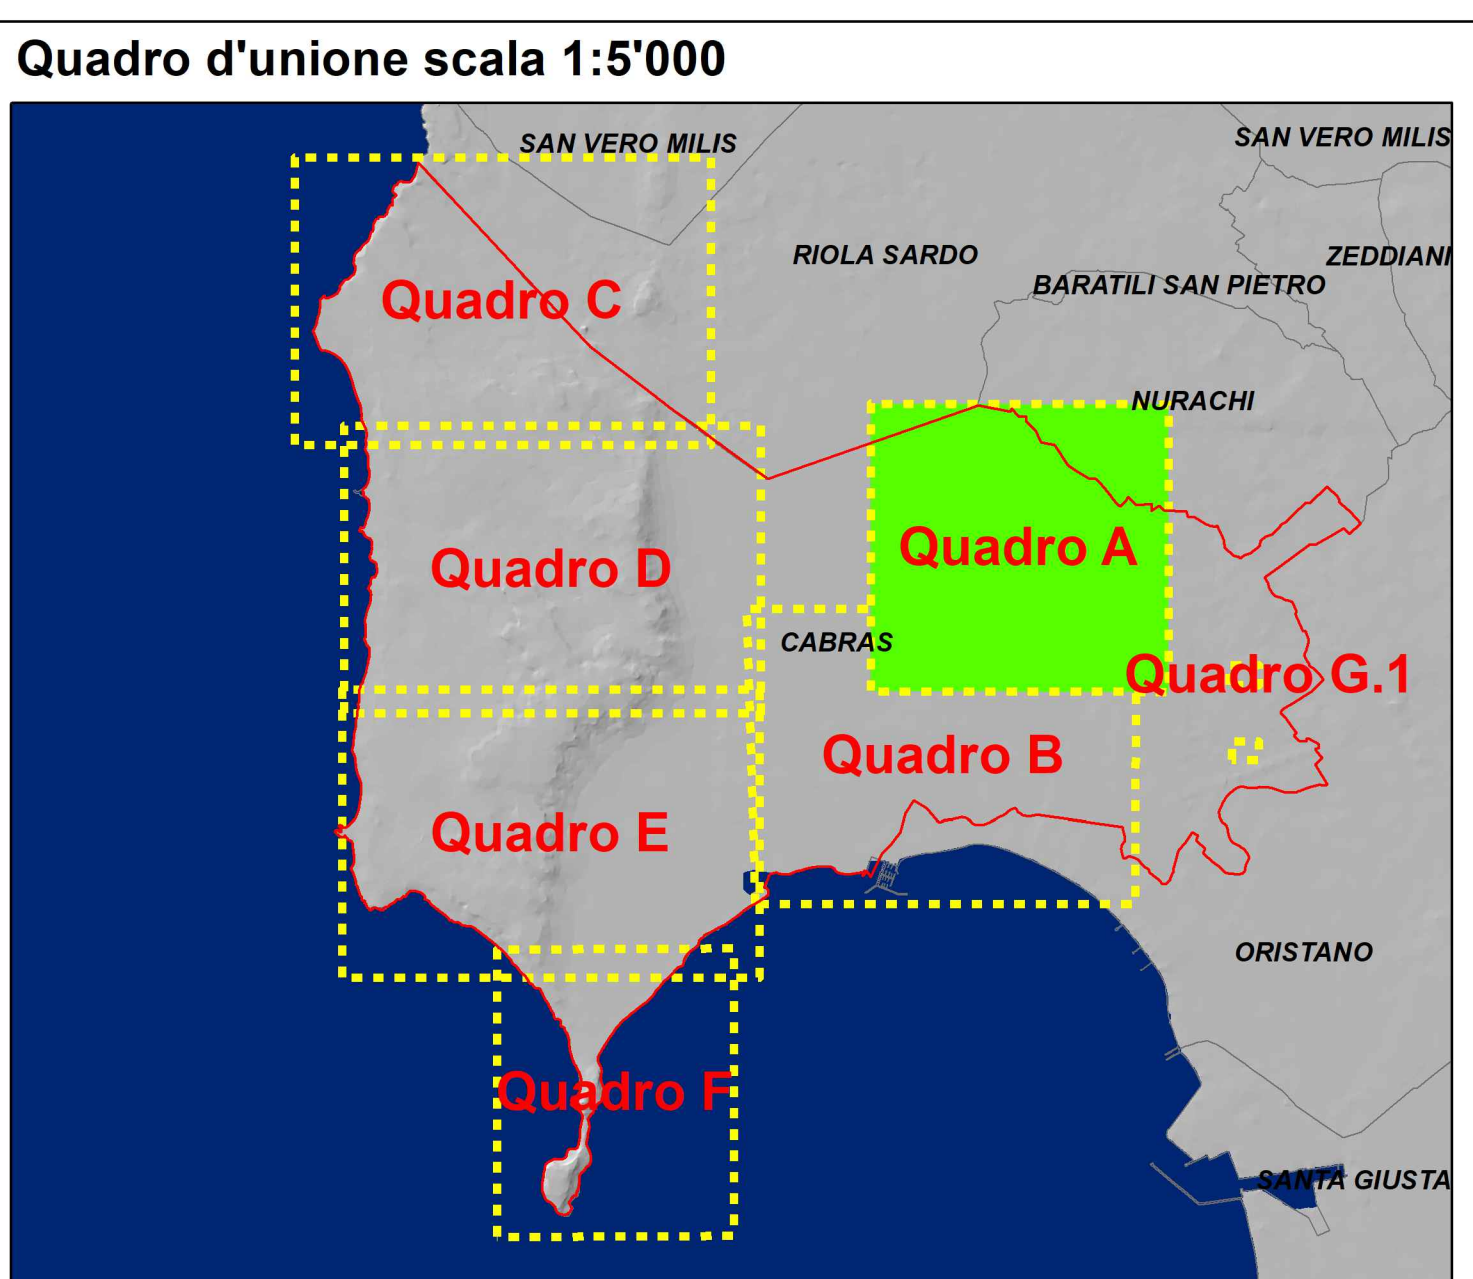 Quadro d'unione scala 1:5'000
SAN VERO MILIS
SAN VERO MILIS
RIOLA SARDO
ZEDDIANI
BARATILI SAN PIETRO
Quadro C
NURACHI
Quadro A
Quadro D
CABRAS
Quadro G.1
Quadro B
Quadro E
ORISTANO
Quadro F
SANTA GIUSTA